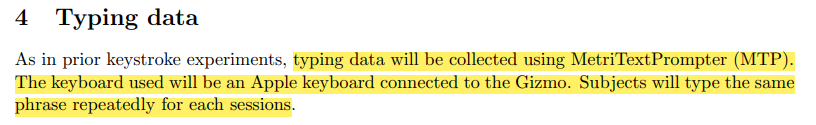 4 Typing data
As in prior keystroke experiments, typing data will be collected using MetriTextPrompter (MTP).
The keyboard used will be an Apple keyboard connected to the Gizmo. Subjects will type the same
phrase repeatedly for each sessions.